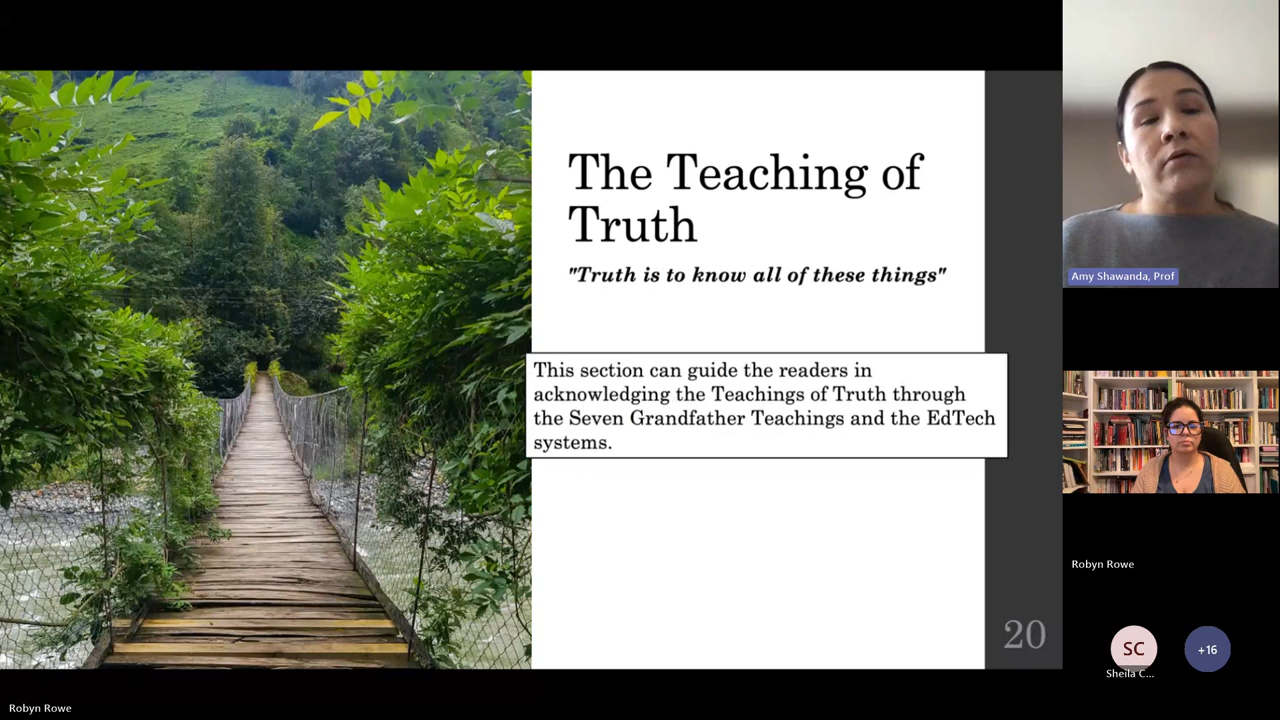 The Teaching of
Truth
"Truth is to know all of these things"
This section can guide the readers in
acknowledging the Teachings of Truth through
the Seven Grandfather Teachings and the EdTech
systems.
20
Amy Shawanda, Prof
Robyn Rowe
SC
+16
Sheila C...
Robyn Rowe